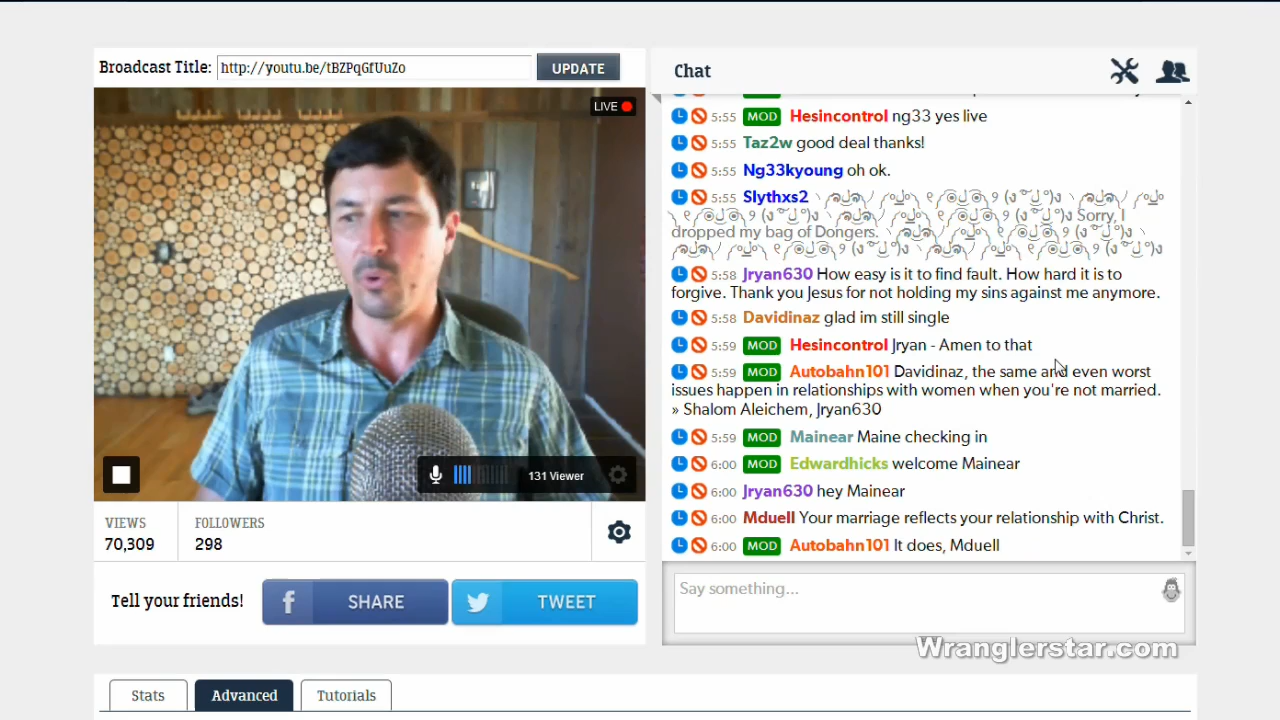 Broadcast Title: http://youtu.be/tBZPqGfUuZo UPDATE
LIVE
131 Viewer
VIEWS
70,309
FOLLOWERS
298
Tell your friends! f SHARE TWEET
Stats Advanced Tutorials
Chat
5:55 MOD Hesincontrol ng33 yes live
5:55 Taz2w good deal thanks!
5:55 Ng33kyoung oh ok.
5:55 Slythxs2
Sorry, I
dropped my bag of Dongers.
5:58 Jryan630 How easy is it to find fault. How hard it is to
forgive. Thank you Jesus for not holding my sins against me anymore.
5:58 Davidinaz glad im still single
5:59 MOD Hesincontrol Jryan - Amen to that
5:59 MOD Autobahn101 Davidinaz, the same and even worst
issues happen in relationships with women when you're not married.
» Shalom Aleichem, Jryan630
5:59 MOD Mainear Maine checking in
6:00 MOD Edwardhicks welcome Mainear
6:00 Jryan630 hey Mainear
6:00 Mduell Your marriage reflects your relationship with Christ.
6:00 MOD Autobahn101 It does, Mduell
Say something...
Wranglerstar.com